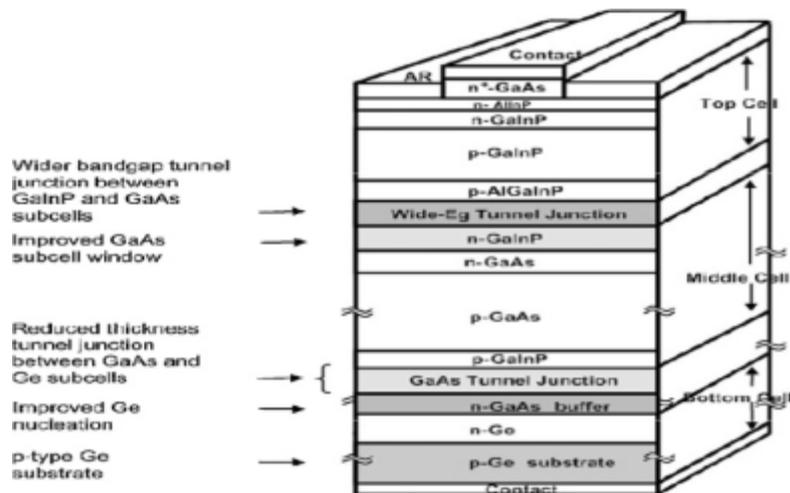 Contact
AR
n⁺-GaAs
n- AlInP
n-GaInP
Top Cell
p-GaInP
Wider bandgap tunnel
junction between
GaInP and GaAs
subcells
p-AlGaInP
Wide-Eg Tunnel Junction
Improved GaAs
subcell window
n-GaInP
n-GaAs
Middle Cell
p-GaAs
Reduced thickness
tunnel junction
between GaAs and
Ge subcells
p-GaInP
GaAs Tunnel Junction
Bottom Cell
Improved Ge
nucleation
n-GaAs buffer
n-Ge
p-type Ge
substrate
p-Ge substrate
Contact